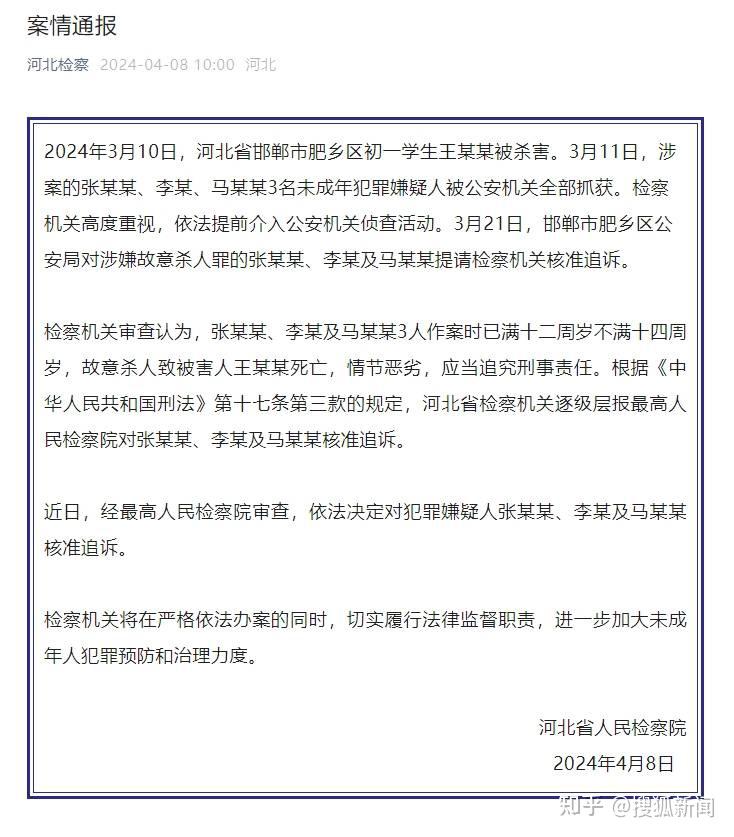 案情通报
河北检察 2024-04-08 10:00 河北
2024年3月10日，河北省邯郸市肥乡区初一学生王某某被杀害。3月11日，涉
案的张某某、李某、马某某3名未成年犯罪嫌疑人被公安机关全部抓获。检察
机关高度重视，依法提前介入公安机关侦查活动。3月21日，邯郸市肥乡区公
安局对涉嫌故意杀人罪的张某某、李某及马某某提请检察机关核准追诉。
检察机关审查认为，张某某、李某及马某某3人作案时已满十二周岁不满十四周
岁，故意杀人致被害人王某某死亡，情节恶劣，应当追究刑事责任。根据《中
华人民共和国刑法》第十七条第三款的规定，河北省检察机关逐级层报最高人
民检察院对张某某、李某及马某某核准追诉。
近日，经最高人民检察院审查，依法决定对犯罪嫌疑人张某某、李某及马某某
核准追诉。
检察机关将在严格依法办案的同时，切实履行法律监督职责，进一步加大未成
年人犯罪预防和治理力度。
河北省人民检察院
2024年4月8日
知乎 @搜狐新闻